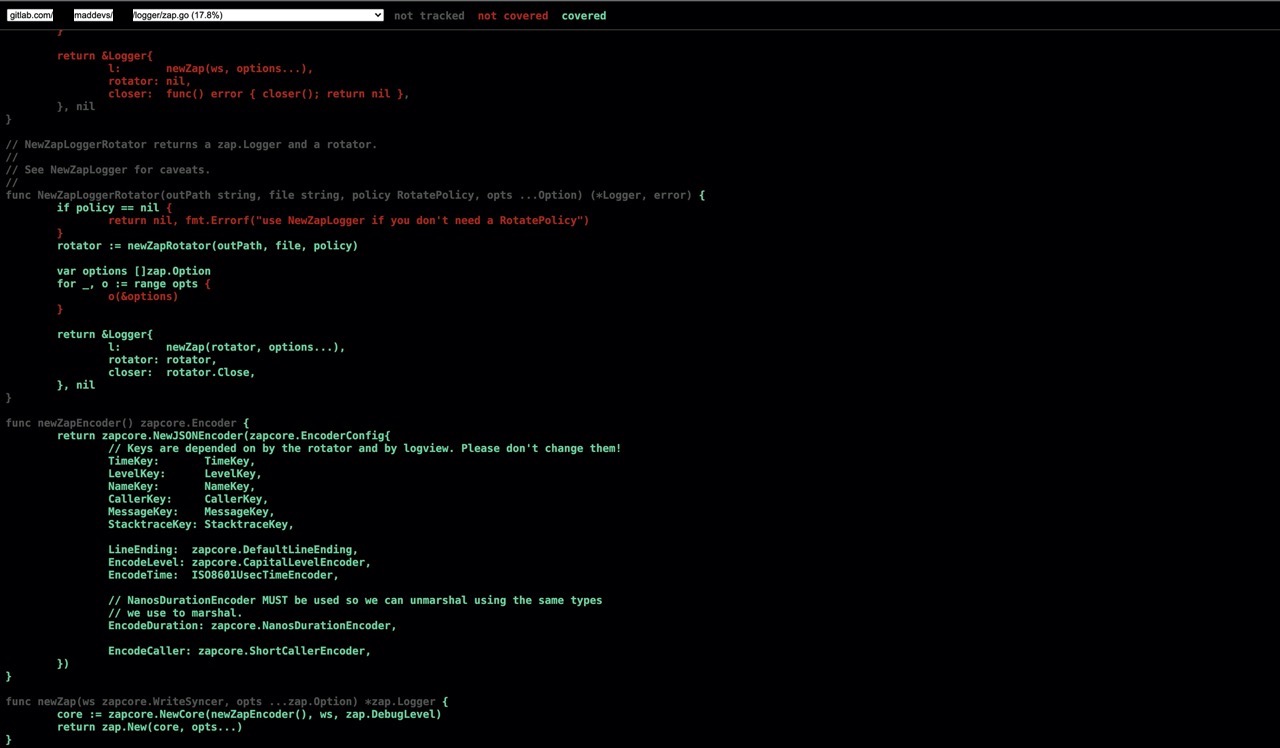 gitlab.com/ maddevs/ /logger/zap.go (17.8%) not tracked not covered covered
}
return &Logger{
l: newZap(ws, options...),
rotator: nil,
closer: func() error { closer(); return nil },
}, nil
}
// NewZapLoggerRotator returns a zap.Logger and a rotator.
//
// See NewZapLogger for caveats.
//
func NewZapLoggerRotator(outPath string, file string, policy RotatePolicy, opts ...Option) (*Logger, error) {
if policy == nil {
return nil, fmt.Errorf("use NewZapLogger if you don't need a RotatePolicy")
}
rotator := newZapRotator(outPath, file, policy)
var options []zap.Option
for _, o := range opts {
o(&options)
}
return &Logger{
l: newZap(rotator, options...),
rotator: rotator,
closer: rotator.Close,
}, nil
}
func newZapEncoder() zapcore.Encoder {
return zapcore.NewJSONEncoder(zapcore.EncoderConfig{
// Keys are depended on by the rotator and by logview. Please don't change them!
TimeKey: TimeKey,
LevelKey: LevelKey,
NameKey: NameKey,
CallerKey: CallerKey,
MessageKey: MessageKey,
StacktraceKey: StacktraceKey,
LineEnding: zapcore.DefaultLineEnding,
EncodeLevel: zapcore.CapitalLevelEncoder,
EncodeTime: ISO8601UsecTimeEncoder,
// NanosDurationEncoder MUST be used so we can unmarshal using the same types
// we use to marshal.
EncodeDuration: zapcore.NanosDurationEncoder,
EncodeCaller: zapcore.ShortCallerEncoder,
})
}
func newZap(ws zapcore.WriteSyncer, opts ...zap.Option) *zap.Logger {
core := zapcore.NewCore(newZapEncoder(), ws, zap.DebugLevel)
return zap.New(core, opts...)
}